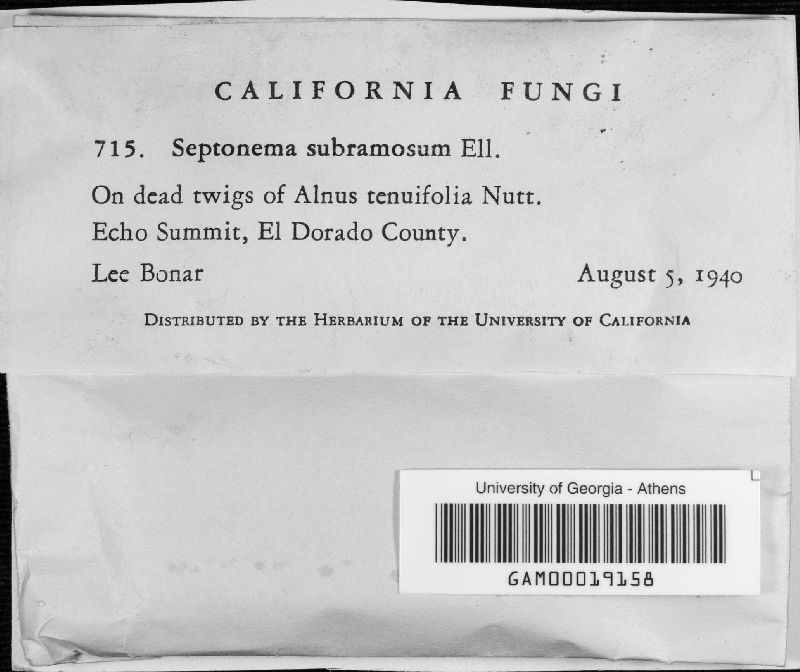 CALIFORNIA FUNGI
715. Septonema subramosum Ell.
On dead twigs of Alnus tenuifolia Nutt.
Echo Summit, El Dorado County.
Lee Bonar August 5, 1940
Distributed by the Herbarium of the University of California
University of Georgia - Athens
GAM00019158